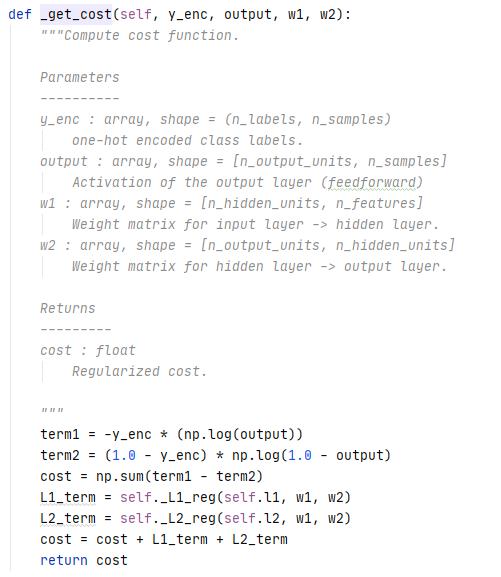 def _get_cost(self, y_enc, output, w1, w2):
    """Compute cost function.

    Parameters
    ----------
    y_enc : array, shape = (n_labels, n_samples)
        one-hot encoded class labels.
    output : array, shape = [n_output_units, n_samples]
        Activation of the output layer (feedforward)
    w1 : array, shape = [n_hidden_units, n_features]
        Weight matrix for input layer -> hidden layer.
    w2 : array, shape = [n_output_units, n_hidden_units]
        Weight matrix for hidden layer -> output layer.

    Returns
    ---------
    cost : float
        Regularized cost.

    """
    term1 = -y_enc * (np.log(output))
    term2 = (1.0 - y_enc) * np.log(1.0 - output)
    cost = np.sum(term1 - term2)
    L1_term = self._L1_reg(self.l1, w1, w2)
    L2_term = self._L2_reg(self.l2, w1, w2)
    cost = cost + L1_term + L2_term
    return cost